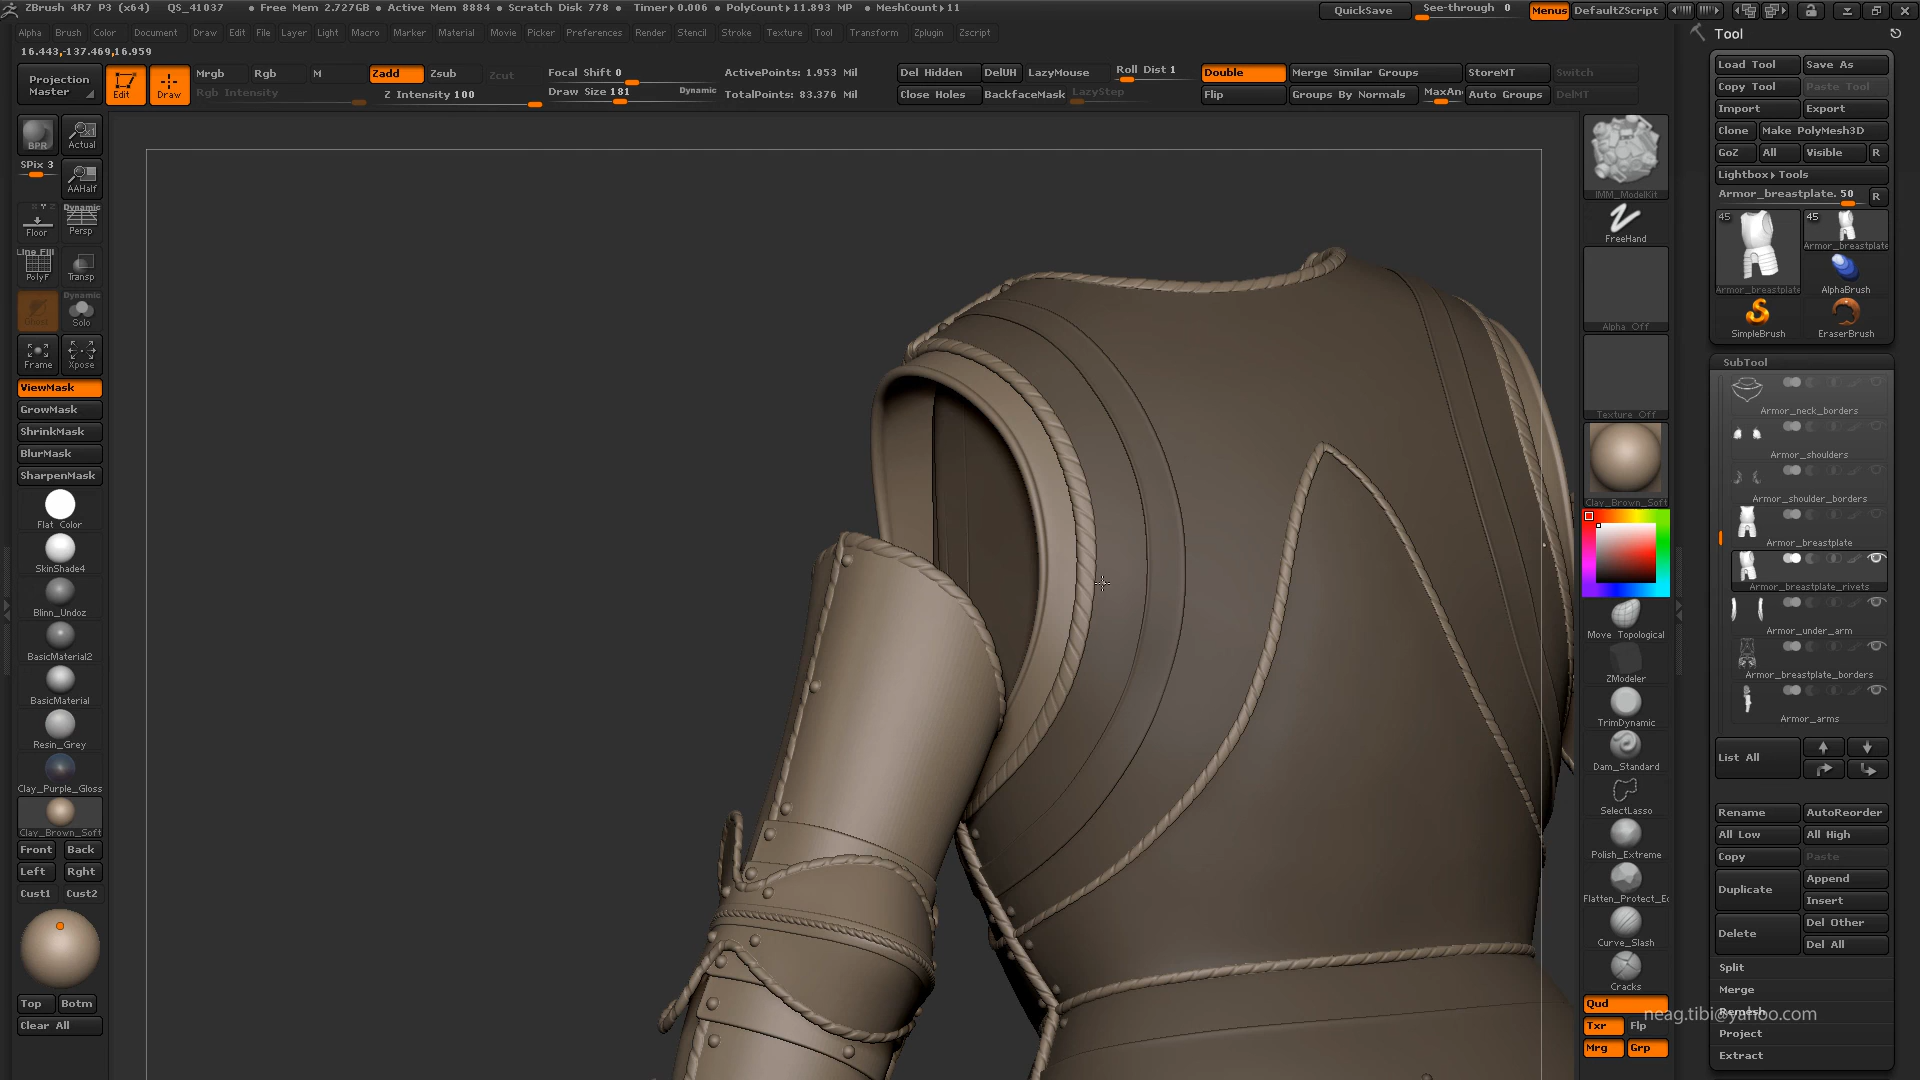 ZBrush 4R7 P3 (x64) QS_41037 • Free Mem 2.727GB • Active Mem 8884 • Scratch Disk 778 • Timer▸0.006 • PolyCount▸11.893 MP • MeshCount▸11
QuickSave See-through 0 Menus DefaultZScript
Alpha Brush Color Document Draw Edit File Layer Light Macro Marker Material Movie Picker Preferences Render Stencil Stroke Texture Tool Transform Zplugin Zscript
16.443,-137.469,16.959
Projection Master
Edit
Draw
Mrgb Rgb M Zadd Zsub Zcut
Rgb Intensity Z Intensity 100
Focal Shift 0
Draw Size 181 Dynamic
ActivePoints: 1.953 Mil
TotalPoints: 83.376 Mil
Del Hidden DelUH LazyMouse Roll Dist 1 Double Merge Similar Groups StoreMT Switch
Close Holes BackfaceMask LazyStep Flip Groups By Normals MaxAn Auto Groups DelMT
BPR
Actual
SPix 3
AAHalf
Dynamic
Floor
Persp
Line Fill
PolyF
Transp
Dynamic
Ghost
Solo
Frame
Xpose
ViewMask
GrowMask
ShrinkMask
BlurMask
SharpenMask
Flat Color
SkinShade4
Blinn_Undoz
BasicMaterial2
BasicMaterial
Resin_Grey
Clay_Purple_Gloss
Clay_Brown_Soft
Front Back
Left Rght
Cust1 Cust2
Top Botm
Clear All
IMM_ModelKit
FreeHand
Alpha Off
Texture Off
Clay_Brown_Soft
Move Topological
ZModeler
TrimDynamic
Dam_Standard
SelectLasso
Polish_Extreme
Flatten_Protect_Ed
Curve_Slash
Cracks
Qud
Txr Flp
Mrg Grp
Tool
Load Tool Save As
Copy Tool Paste Tool
Import Export
Clone Make PolyMesh3D
GoZ All Visible R
Lightbox▸Tools
Armor_breastplate. 50 R
45 45
Armor_breastplate
Armor_breastplate
AlphaBrush
SimpleBrush EraserBrush
SubTool
Armor_neck_borders
Armor_shoulders
Armor_shoulder_borders
Armor_breastplate
Armor_breastplate_rivets
Armor_under_arm
Armor_breastplate_borders
Armor_arms
List All
Rename AutoReorder
All Low All High
Copy Paste
Duplicate Append
Insert
Delete Del Other
Del All
Split
Merge
Remesh
neag.tibi@yahoo.com
Project
Extract